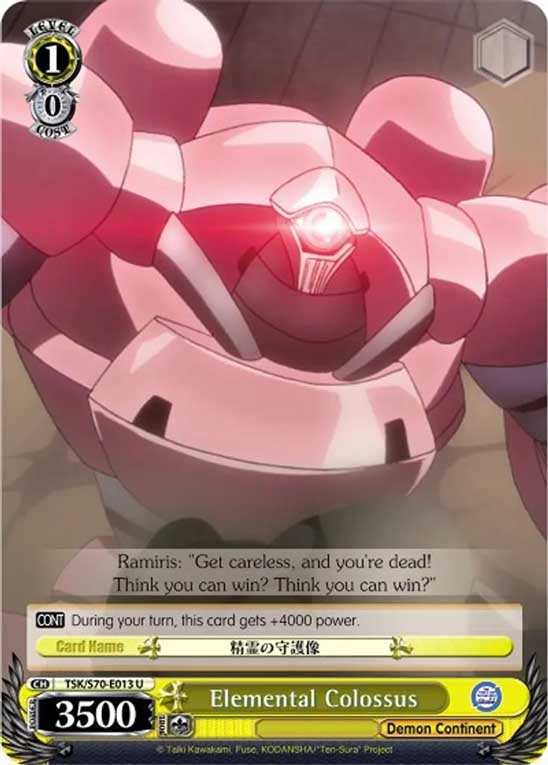 LEVEL
1
0
COST
Ramiris: "Get careless, and you're dead!
Think you can win? Think you can win?"
CONT During your turn, this card gets +4000 power.
Card Name 精霊の守護像
CH TSK/S70-E013 U
Elemental Colossus
POWER 3500 SOUL
Demon Continent
© Taiki Kawakami, Fuse, KODANSHA/"Ten-Sura" Project